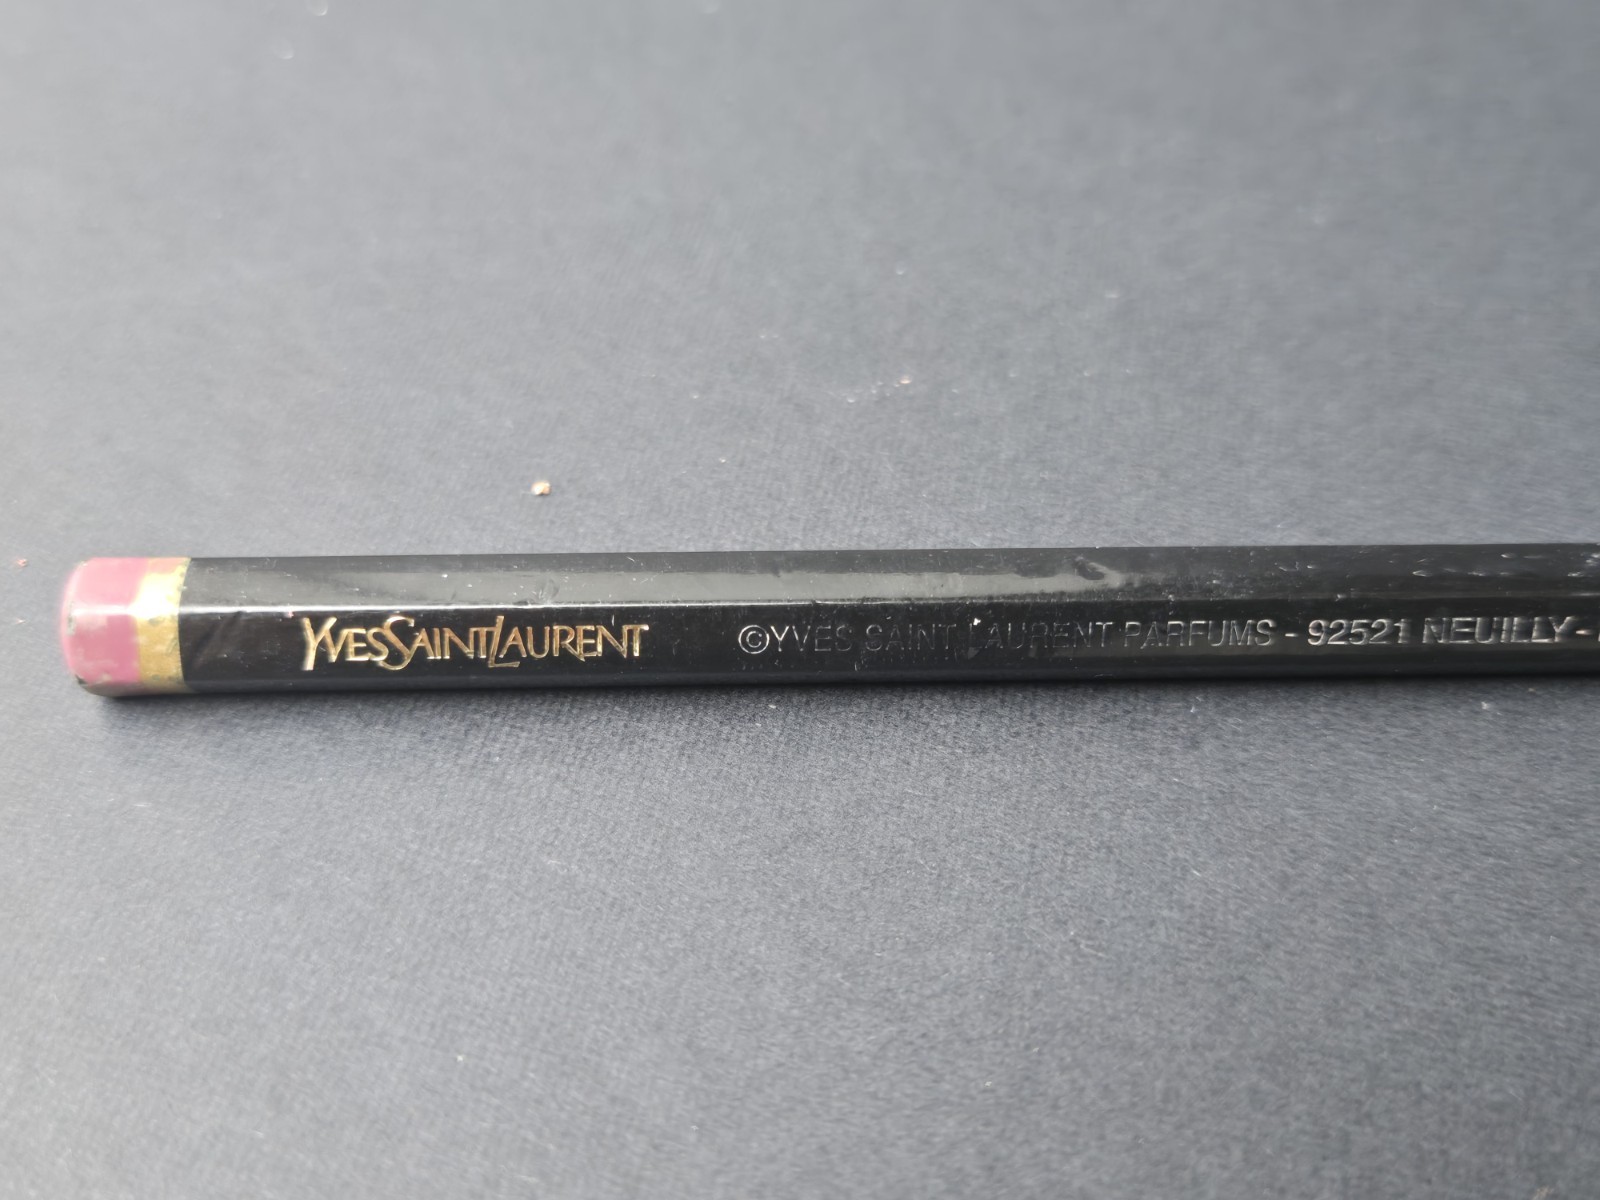 YVESSAINTLAURENT ©YVES SAINT LAURENT PARFUMS - 92521 NEUILLY -